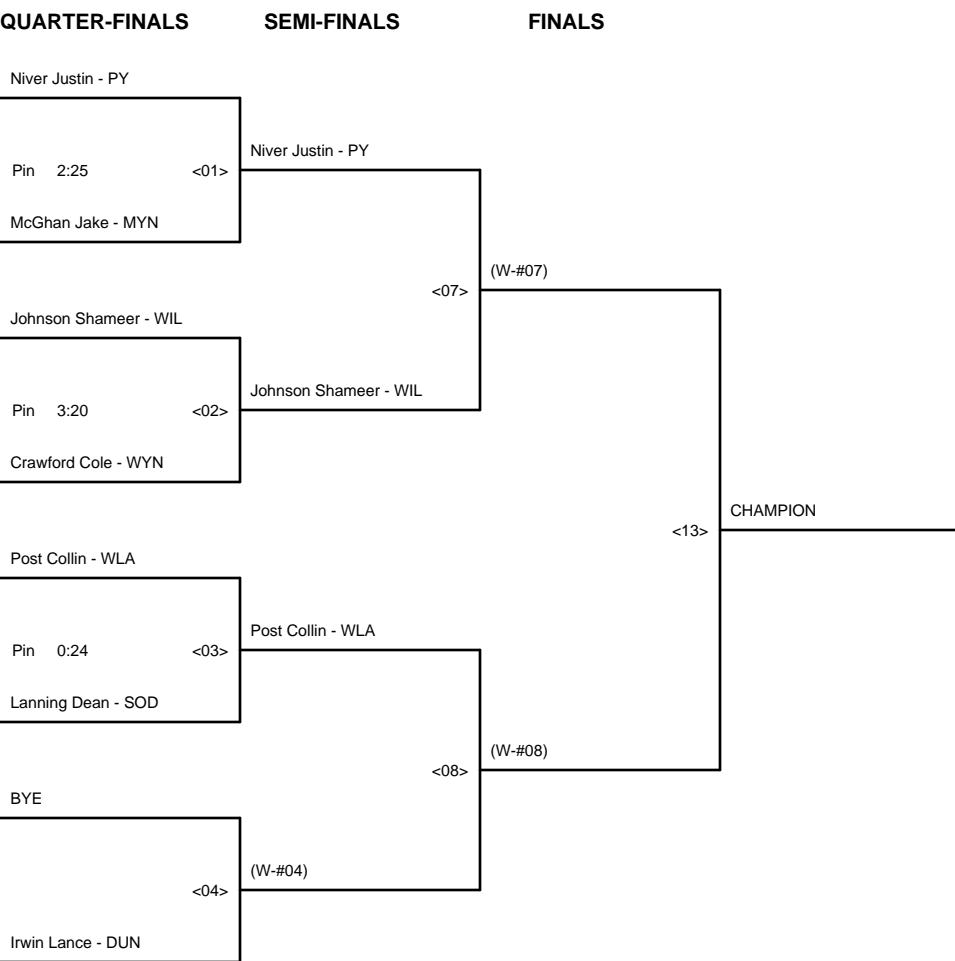 QUARTER-FINALS SEMI-FINALS FINALS
Niver Justin - PY
Niver Justin - PY
Pin 2:25 <01>
McGhan Jake - MYN
(W-#07)
<07>
Johnson Shameer - WIL
Johnson Shameer - WIL
Pin 3:20 <02>
Crawford Cole - WYN
CHAMPION
<13>
Post Collin - WLA
Post Collin - WLA
Pin 0:24 <03>
Lanning Dean - SOD
(W-#08)
<08>
BYE
(W-#04)
<04>
Irwin Lance - DUN